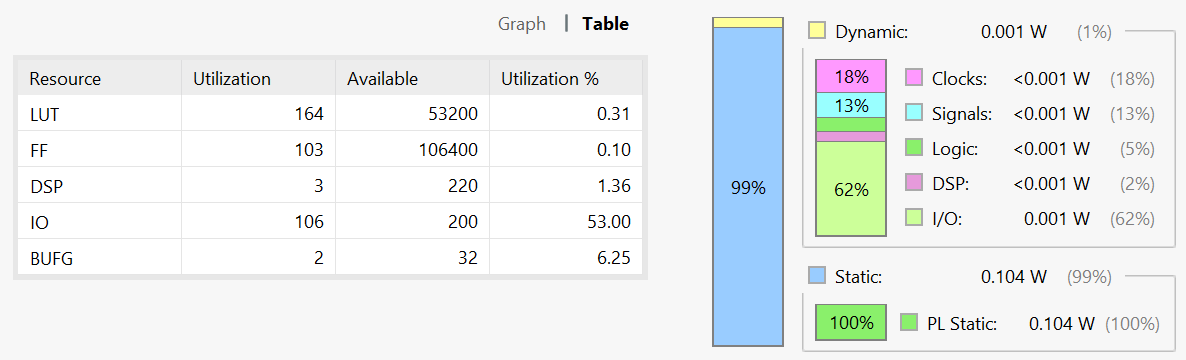 Graph | Table
Resource Utilization Available Utilization %
LUT 164 53200 0.31
FF 103 106400 0.10
DSP 3 220 1.36
IO 106 200 53.00
BUFG 2 32 6.25
99%
Dynamic: 0.001 W (1%)
18% Clocks: <0.001 W (18%)
13% Signals: <0.001 W (13%)
Logic: <0.001 W (5%)
DSP: <0.001 W (2%)
62% I/O: 0.001 W (62%)
Static: 0.104 W (99%)
100% PL Static: 0.104 W (100%)